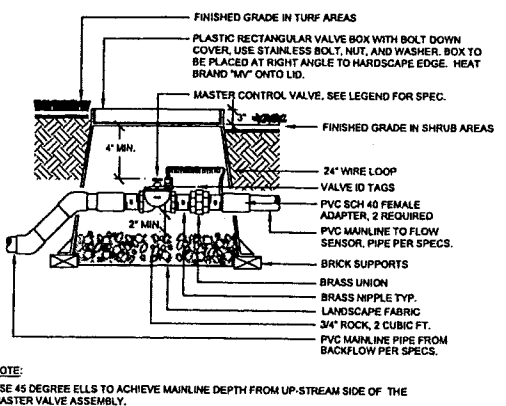 FINISHED GRADE IN TURF AREAS
PLASTIC RECTANGULAR VALVE BOX WITH BOLT DOWN
COVER, USE STAINLESS BOLT, NUT, AND WASHER. BOX TO
BE PLACED AT RIGHT ANGLE TO HARDSCAPE EDGE. HEAT
BRAND "MV" ONTO LID.
MASTER CONTROL VALVE, SEE LEGEND FOR SPEC.
3"
FINISHED GRADE IN SHRUB AREAS
4" MIN.
24" WIRE LOOP
VALVE ID TAGS
PVC SCH 40 FEMALE
ADAPTER, 2 REQUIRED
2" MIN.
PVC MAINLINE TO FLOW
SENSOR, PIPE PER SPECS.
BRICK SUPPORTS
BRASS UNION
BRASS NIPPLE TYP.
LANDSCAPE FABRIC
3/4" ROCK, 2 CUBIC FT.
PVC MAINLINE PIPE FROM
BACKFLOW PER SPECS.
OTE:
SE 45 DEGREE ELLS TO ACHIEVE MAINLINE DEPTH FROM UP-STREAM SIDE OF THE
ASTER VALVE ASSEMBLY.